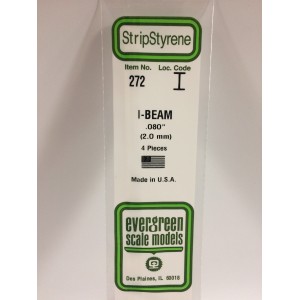 StripStyrene
Item No. Loc. Code
272 I
I-BEAM
.080"
(2.0 mm)
4 Pieces
Made in U.S.A.
evergreen
scale models
Des Plaines, IL 60018